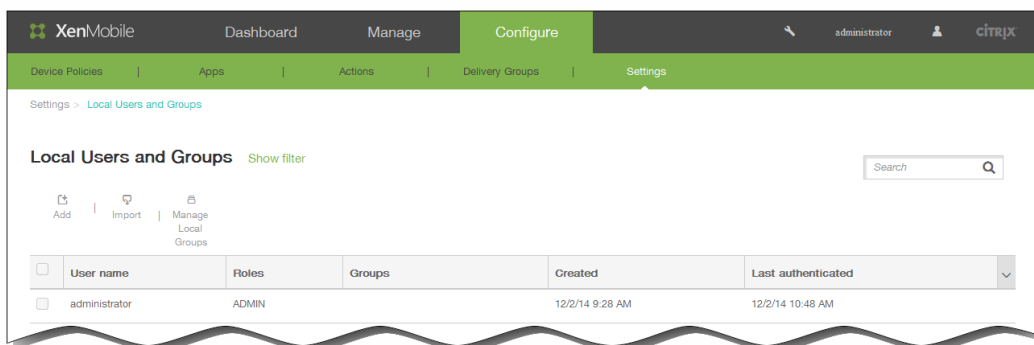 XenMobile Dashboard Manage Configure administrator CİTRIX
Device Policies | Apps | Actions | Delivery Groups | Settings
Settings > Local Users and Groups
Local Users and Groups Show filter
Search
Add | Import | Manage
Local
Groups
User name Roles Groups Created Last authenticated
administrator ADMIN 12/2/14 9:28 AM 12/2/14 10:48 AM